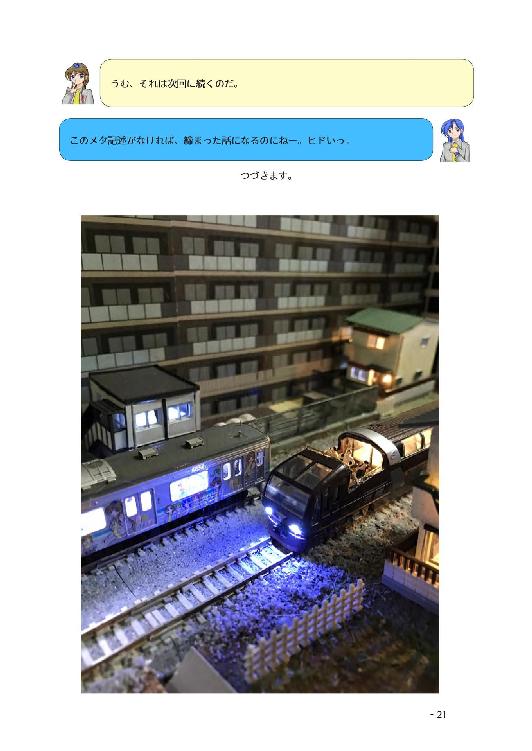 うむ、それは次回に続くのだ。
このメタ記述がなければ、締まった話になるのにねー。ヒドいっ。
つづきます。
- 21